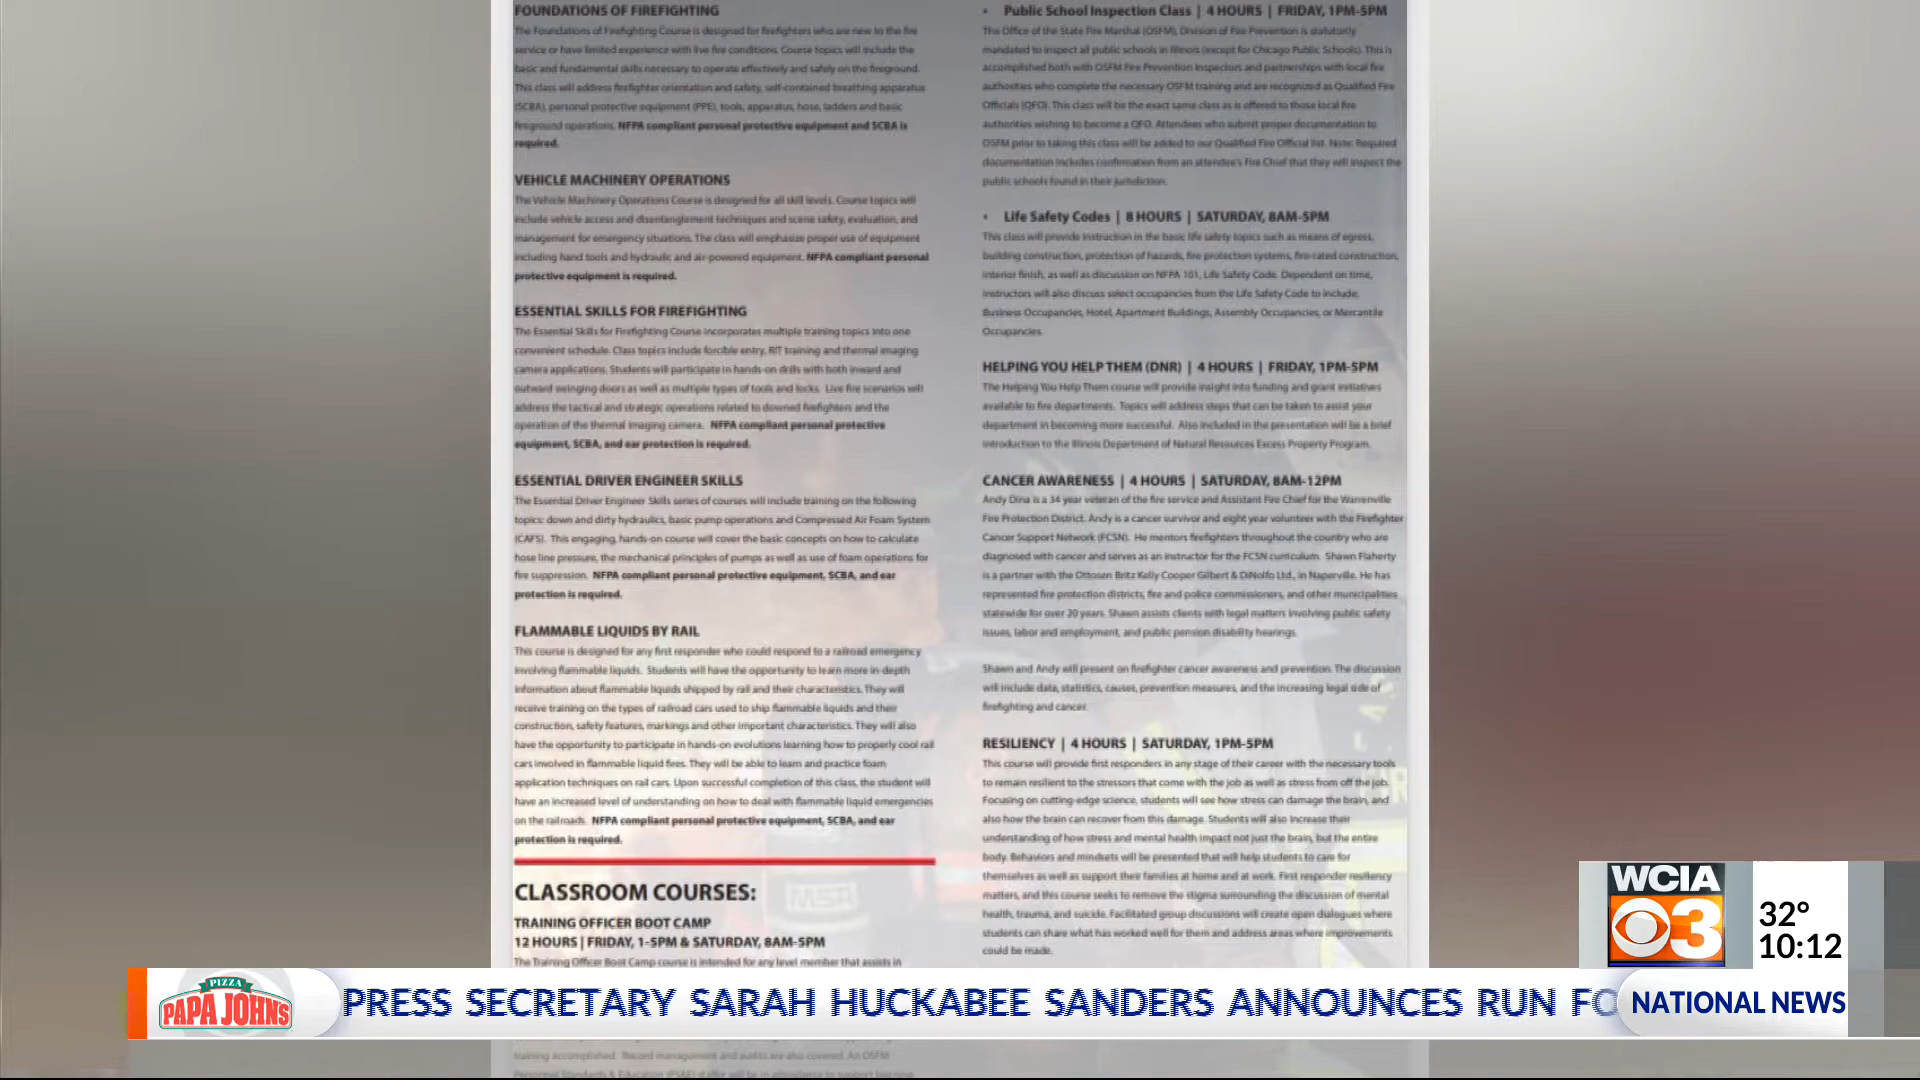 FOUNDATIONS OF FIREFIGHTING
The Foundations of Firefighting Course is designed for firefighters who are new to the fire
service or have limited experience with live fire conditions. Course topics will include the
basic and fundamental skills necessary to operate effectively and safely on the fireground.
This class will address firefighter orientation and safety, self-contained breathing apparatus
(SCBA), personal protective equipment (PPE), tools, apparatus, hose, ladders and basic
fireground operations. NFPA compliant personal protective equipment and SCBA is
required.
VEHICLE MACHINERY OPERATIONS
The Vehicle Machinery Operations Course is designed for all skill levels. Course topics will
include vehicle access and disentanglement techniques and scene safety, evaluation, and
management for emergency situations. The class will emphasize proper use of equipment
including hand tools and hydraulic and air-powered equipment. NFPA compliant personal
protective equipment is required.
ESSENTIAL SKILLS FOR FIREFIGHTING
The Essential Skills for Firefighting Course incorporates multiple training topics into one
convenient schedule. Class topics include forcible entry, RIT training and thermal imaging
camera applications. Students will participate in hands-on drills with both inward and
outward swinging doors as well as multiple types of tools and locks. Live fire scenarios will
address the tactical and strategic operations related to downed firefighters and the
operation of the thermal imaging camera. NFPA compliant personal protective
equipment, SCBA, and ear protection is required.
ESSENTIAL DRIVER ENGINEER SKILLS
The Essential Driver Engineer Skills series of courses will include training on the following
topics: down and dirty hydraulics, basic pump operations and Compressed Air Foam System
(CAFS). This engaging, hands-on course will cover the basic concepts on how to calculate
hose line pressure, the mechanical principles of pumps as well as use of foam operations for
fire suppression. NFPA compliant personal protective equipment, SCBA, and ear
protection is required.
FLAMMABLE LIQUIDS BY RAIL
This course is designed for any first responder who could respond to a railroad emergency
involving flammable liquids. Students will have the opportunity to learn more in-depth
information about flammable liquids shipped by rail and their characteristics. They will
receive training on the types of railroad cars used to ship flammable liquids and their
construction, safety features, markings and other important characteristics. They will also
have the opportunity to participate in hands-on evolutions learning how to properly cool rail
cars involved in flammable liquid fires. They will be able to learn and practice foam
application techniques on rail cars. Upon successful completion of this class, the student will
have an increased level of understanding on how to deal with flammable liquid emergencies
on the railroads. NFPA compliant personal protective equipment, SCBA, and ear
protection is required.
CLASSROOM COURSES:
TRAINING OFFICER BOOT CAMP
12 HOURS | FRIDAY, 1-5PM & SATURDAY, 8AM-5PM
The Training Officer Boot Camp course is intended for any level member that assists in
training accomplished. Record management and audits are also covered. An OSFM
Personnel Standards & Education (PS&E) staffer will be in attendance to support learning
• Public School Inspection Class | 4 HOURS | FRIDAY, 1PM-5PM
The Office of the State Fire Marshal (OSFM), Division of Fire Prevention is statutorily
mandated to inspect all public schools in Illinois (except for Chicago Public Schools). This is
accomplished both with OSFM Fire Prevention Inspectors and partnerships with local fire
authorities who complete the necessary OSFM training and are recognized as Qualified Fire
Officials (QFO). This class will be the exact same class as is offered to those local fire
authorities wishing to become a QFO. Attendees who submit proper documentation to
OSFM prior to taking this class will be added to our Qualified Fire Official list. Note: Required
documentation includes confirmation from an attendee's Fire Chief that they will inspect the
public schools found in their jurisdiction.
• Life Safety Codes | 8 HOURS | SATURDAY, 8AM-5PM
This class will provide instruction in the basic life safety topics such as means of egress,
building construction, protection of hazards, fire protection systems, fire-rated construction,
interior finish, as well as discussion on NFPA 101, Life Safety Code. Dependent on time,
instructors will also discuss select occupancies from the Life Safety Code to include,
Business Occupancies, Hotel, Apartment Buildings, Assembly Occupancies, or Mercantile
Occupancies.
HELPING YOU HELP THEM (DNR) | 4 HOURS | FRIDAY, 1PM-5PM
The Helping You Help Them course will provide insight into funding and grant initiatives
available to fire departments. Topics will address steps that can be taken to assist your
department in becoming more successful. Also included in the presentation will be a brief
introduction to the Illinois Department of Natural Resources Excess Property Program.
CANCER AWARENESS | 4 HOURS | SATURDAY, 8AM-12PM
Andy Dina is a 34 year veteran of the fire service and Assistant Fire Chief for the Warrenville
Fire Protection District. Andy is a cancer survivor and eight year volunteer with the Firefighter
Cancer Support Network (FCSN). He mentors firefighters throughout the country who are
diagnosed with cancer and serves as an instructor for the FCSN curriculum. Shawn Flaherty
is a partner with the Ottosen Britz Kelly Cooper Gilbert & DiNolfo Ltd., in Naperville. He has
represented fire protection districts, fire and police commissioners, and other municipalities
statewide for over 20 years. Shawn assists clients with legal matters involving public safety
issues, labor and employment, and public pension disability hearings.
Shawn and Andy will present on firefighter cancer awareness and prevention. The discussion
will include data, statistics, causes, prevention measures, and the increasing legal side of
firefighting and cancer.
RESILIENCY | 4 HOURS | SATURDAY, 1PM-5PM
This course will provide first responders in any stage of their career with the necessary tools
to remain resilient to the stressors that come with the job as well as stress from off the job.
Focusing on cutting-edge science, students will see how stress can damage the brain, and
also how the brain can recover from this damage. Students will also increase their
understanding of how stress and mental health impact not just the brain, but the entire
body. Behaviors and mindsets will be presented that will help students to care for
themselves as well as support their families at home and at work. First responder resiliency
matters, and this course seeks to remove the stigma surrounding the discussion of mental
health, trauma, and suicide. Facilitated group discussions will create open dialogues where
students can share what has worked well for them and address areas where improvements
could be made.
MSA
WCIA
3
32°
10:12
PIZZA
PAPA JOHN'S
PRESS SECRETARY SARAH HUCKABEE SANDERS ANNOUNCES RUN FO
NATIONAL NEWS